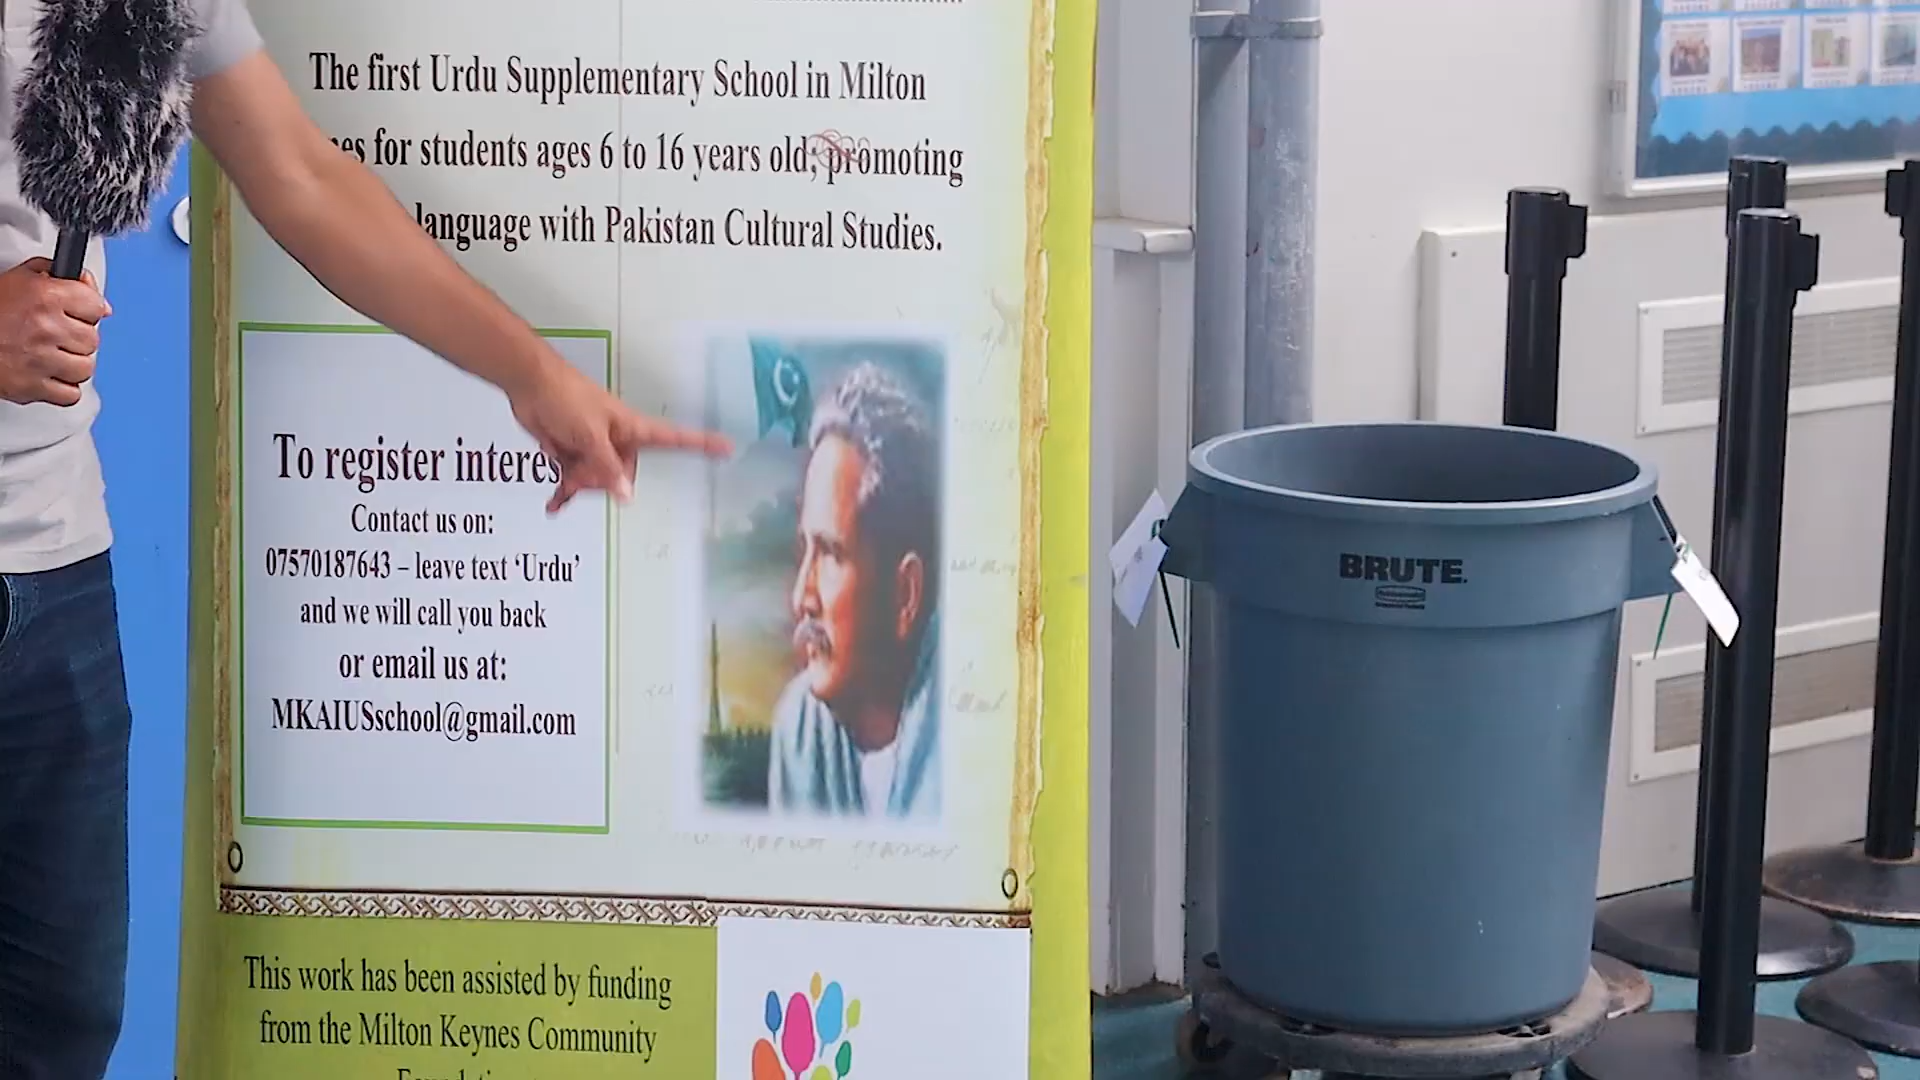 The first Urdu Supplementary School in Milton
es for students ages 6 to 16 years old; promoting
language with Pakistan Cultural Studies.
To register interes
Contact us on:
07570187643 – leave text ‘Urdu’
and we will call you back
or email us at:
MKAIUSschool@gmail.com
This work has been assisted by funding
from the Milton Keynes Community
BRUTE.